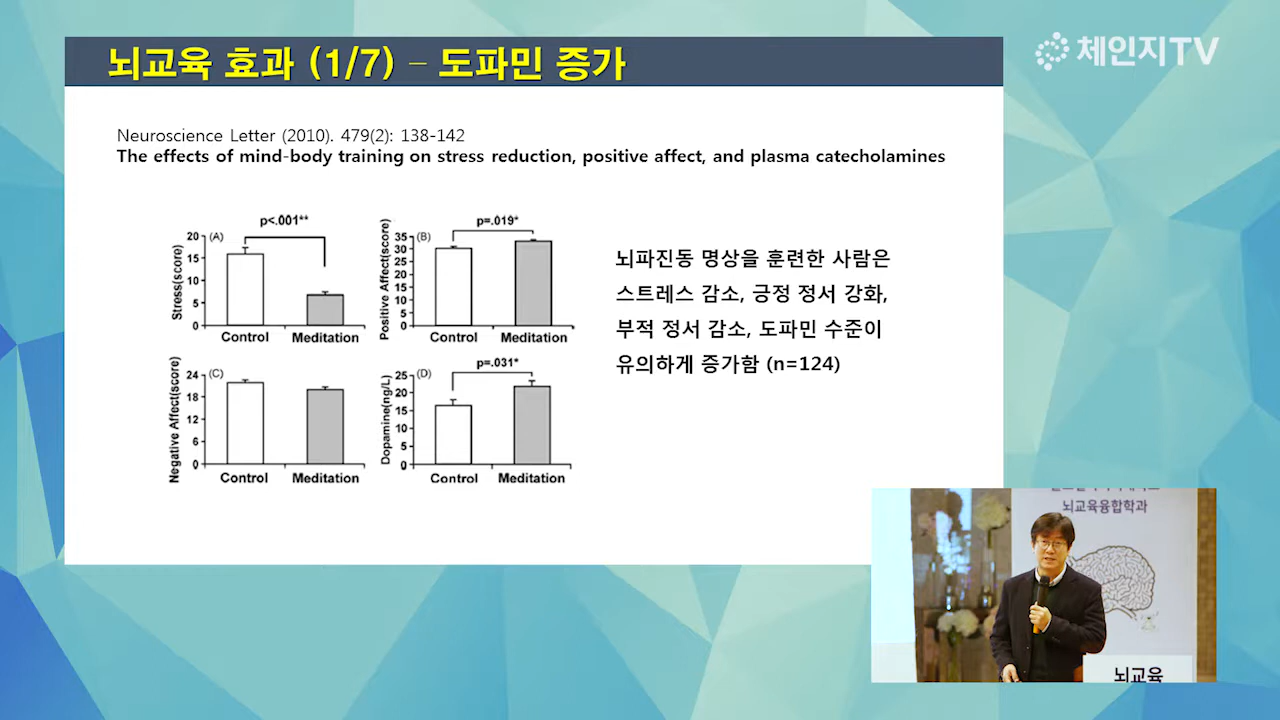 뇌교육 효과 (1/7) – 도파민 증가
체인지TV
Neuroscience Letter (2010). 479(2): 138-142
The effects of mind-body training on stress reduction, positive affect, and plasma catecholamines
p<.001**
(A)
Stress(score)
20
15
10
5
0
Control
Meditation
p=.019*
(B)
Positive Affect(score)
35
30
25
20
15
10
5
0
Control
Meditation
(C)
Negative Affect(score)
24
18
12
6
0
Control
Meditation
p=.031*
(D)
Dopamine(ng/L)
25
20
15
10
5
0
Control
Meditation
뇌파진동 명상을 훈련한 사람은
스트레스 감소, 긍정 정서 강화,
부적 정서 감소, 도파민 수준이
유의하게 증가함 (n=124)
뇌교육융합학과
뇌교육